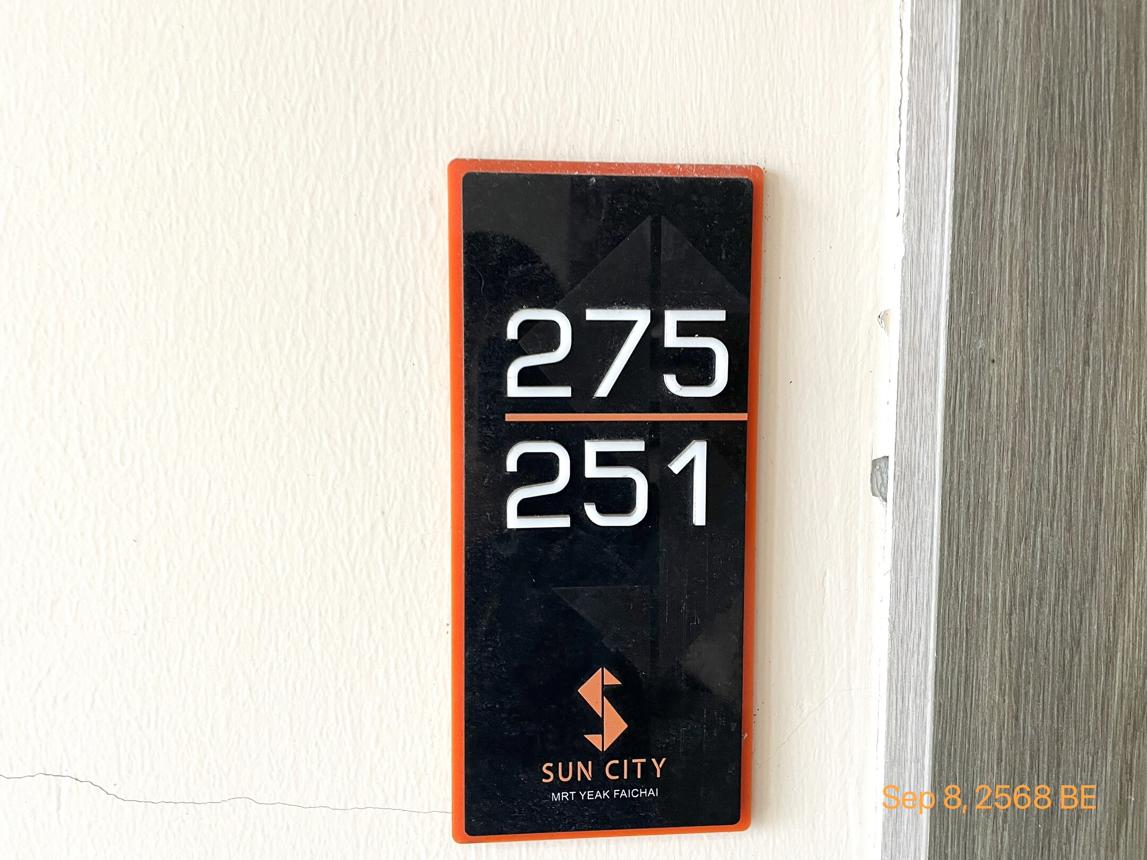 275
251
SUN CITY
MRT YEAK FAICHAI
Sep 8, 2568 BE